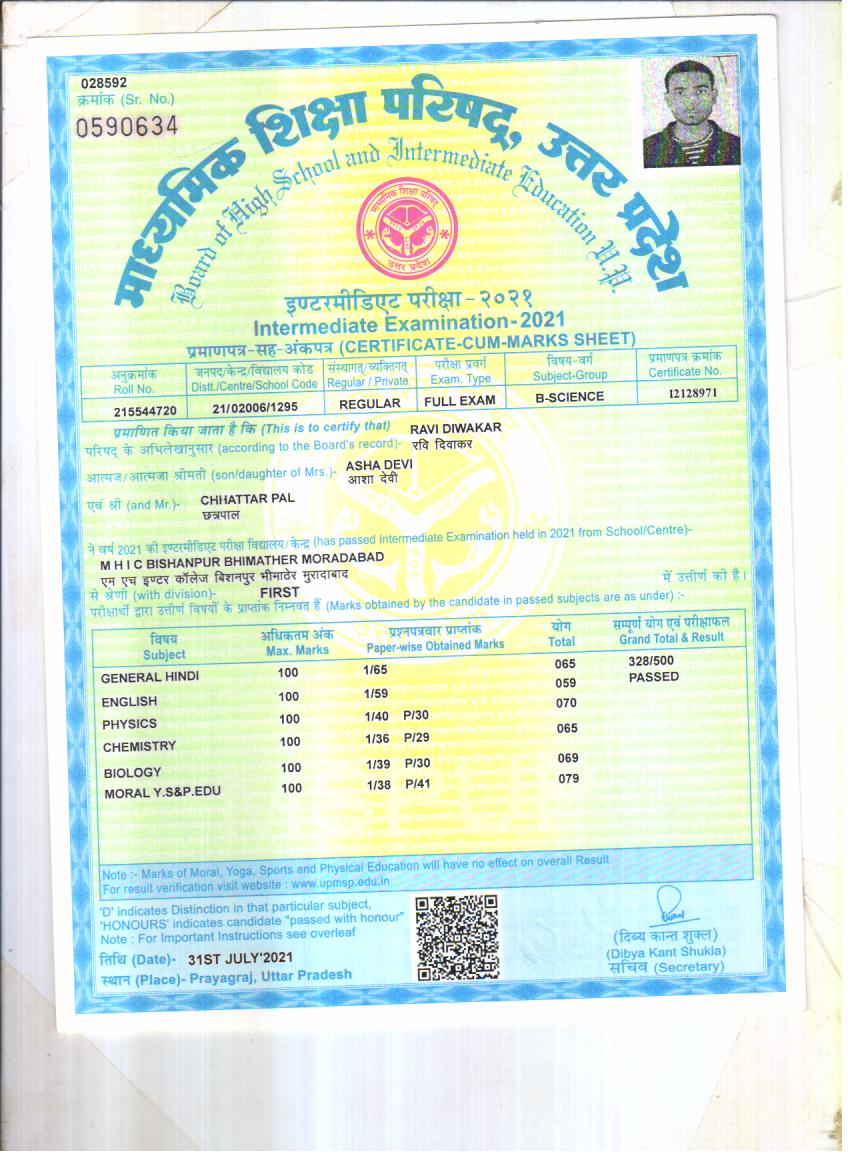 028592
क्रमांक (Sr. No.)
0590634
माध्यमिक शिक्षा परिषद्, उत्तर प्रदेश
Board of High School and Intermediate Education U.P.
माध्यमिक शिक्षा परिषद्
उत्तर प्रदेश
इण्टरमीडिएट परीक्षा-२०२१
Intermediate Examination-2021
प्रमाणपत्र-सह-अंकपत्र (CERTIFICATE-CUM-MARKS SHEET)
अनुक्रमांक जनपद/केन्द्र/विद्यालय कोड संस्थागत/व्यक्तिगत परीक्षा प्रवर्ग विषय-वर्ग प्रमाणपत्र क्रमांक
Roll No. Distt./Centre/School Code Regular / Private Exam. Type Subject-Group Certificate No.
215544720 21/02006/1295 REGULAR FULL EXAM B-SCIENCE I2128971
प्रमाणित किया जाता है कि (This is to certify that) RAVI DIWAKAR
परिषद् के अभिलेखानुसार (according to the Board's record)- रवि दिवाकर
आत्मज/आत्मजा श्रीमती (son/daughter of Mrs.)- ASHA DEVI
आशा देवी
एवं श्री (and Mr.)- CHHATTAR PAL
छत्रपाल
ने वर्ष 2021 की इण्टरमीडिएट परीक्षा विद्यालय/केन्द्र (has passed Intermediate Examination held in 2021 from School/Centre)-
M H I C BISHANPUR BHIMATHER MORADABAD
एम एच इण्टर कॉलेज बिशनपुर भीमाठेर मुरादाबाद
से श्रेणी (with division)- FIRST में उत्तीर्ण की है।
परीक्षार्थी द्वारा उत्तीर्ण विषयों के प्राप्तांक निम्नवत हैं (Marks obtained by the candidate in passed subjects are as under) :-
विषय अधिकतम अंक प्रश्नपत्रवार प्राप्तांक योग सम्पूर्ण योग एवं परीक्षाफल
Subject Max. Marks Paper-wise Obtained Marks Total Grand Total & Result
GENERAL HINDI 100 1/65 065 328/500
ENGLISH 100 1/59 059 PASSED
PHYSICS 100 1/40 P/30 070
CHEMISTRY 100 1/36 P/29 065
BIOLOGY 100 1/39 P/30 069
MORAL Y.S&P.EDU 100 1/38 P/41 079
Note :- Marks of Moral, Yoga, Sports and Physical Education will have no effect on overall Result.
For result verification visit website : www.upmsp.edu.in
'D' indicates Distinction in that particular subject,
'HONOURS' indicates candidate "passed with honour"
Note : For Important Instructions see overleaf
तिथि (Date)- 31ST JULY'2021
स्थान (Place)- Prayagraj, Uttar Pradesh
(दिब्य कान्त शुक्ल)
(Dibya Kant Shukla)
सचिव (Secretary)